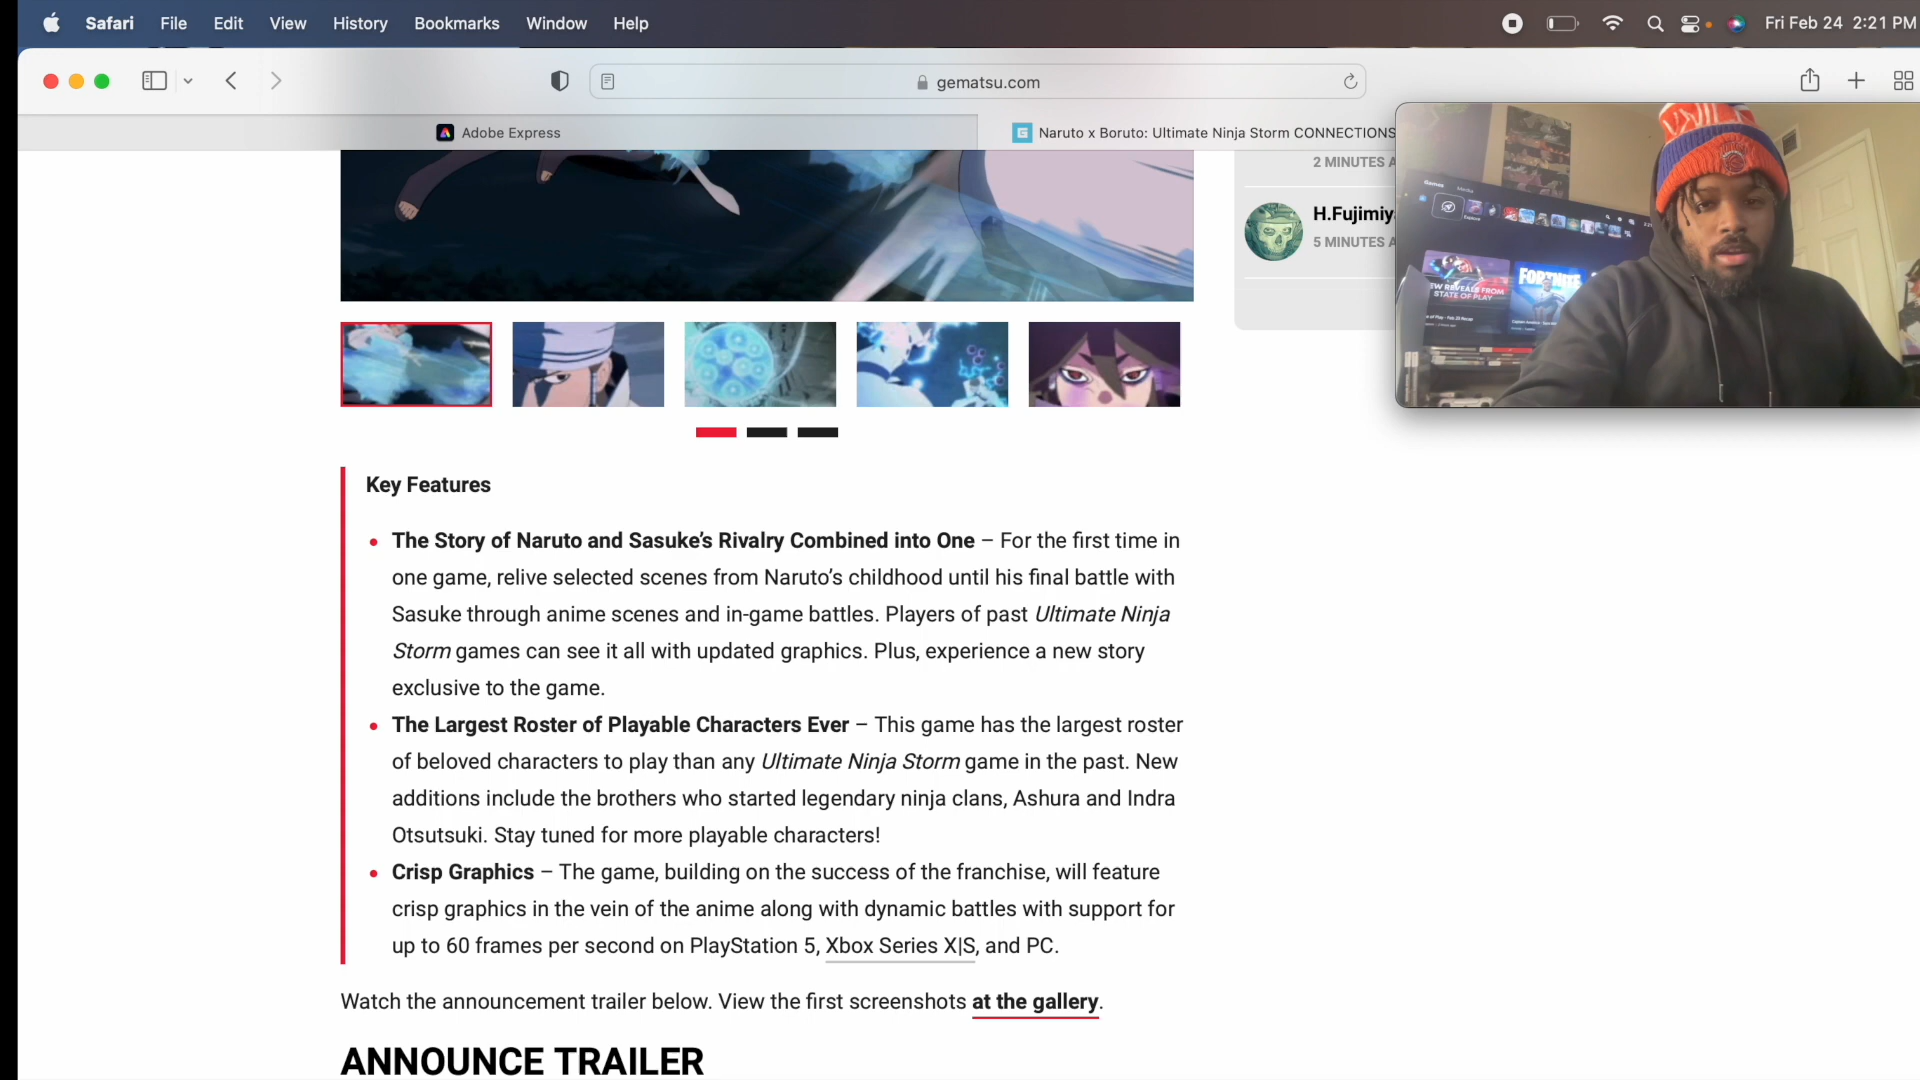 Safari File Edit View History Bookmarks Window Help Fri Feb 24 2:21 PM
gematsu.com
Adobe Express
Naruto x Boruto: Ultimate Ninja Storm CONNECTIONS
2 MINUTES A
H.Fujimiy
5 MINUTES A
Games Media
Explore
FORTNITE
EW REVEALS FROM
STATE OF PLAY
Key Features
• The Story of Naruto and Sasuke’s Rivalry Combined into One – For the first time in
one game, relive selected scenes from Naruto’s childhood until his final battle with
Sasuke through anime scenes and in-game battles. Players of past Ultimate Ninja
Storm games can see it all with updated graphics. Plus, experience a new story
exclusive to the game.
• The Largest Roster of Playable Characters Ever – This game has the largest roster
of beloved characters to play than any Ultimate Ninja Storm game in the past. New
additions include the brothers who started legendary ninja clans, Ashura and Indra
Otsutsuki. Stay tuned for more playable characters!
• Crisp Graphics – The game, building on the success of the franchise, will feature
crisp graphics in the vein of the anime along with dynamic battles with support for
up to 60 frames per second on PlayStation 5, Xbox Series X|S, and PC.
Watch the announcement trailer below. View the first screenshots at the gallery.
ANNOUNCE TRAILER